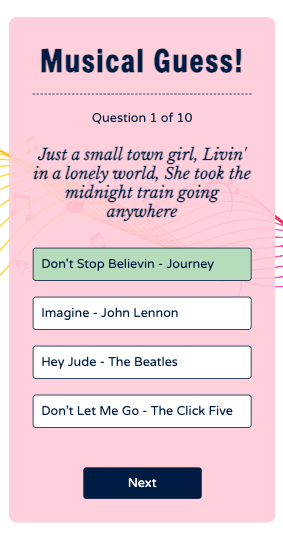 Musical Guess!
Question 1 of 10
Just a small town girl, Livin'
in a lonely world, She took the
midnight train going
anywhere
Don't Stop Believin - Journey
Imagine - John Lennon
Hey Jude - The Beatles
Don't Let Me Go - The Click Five
Next